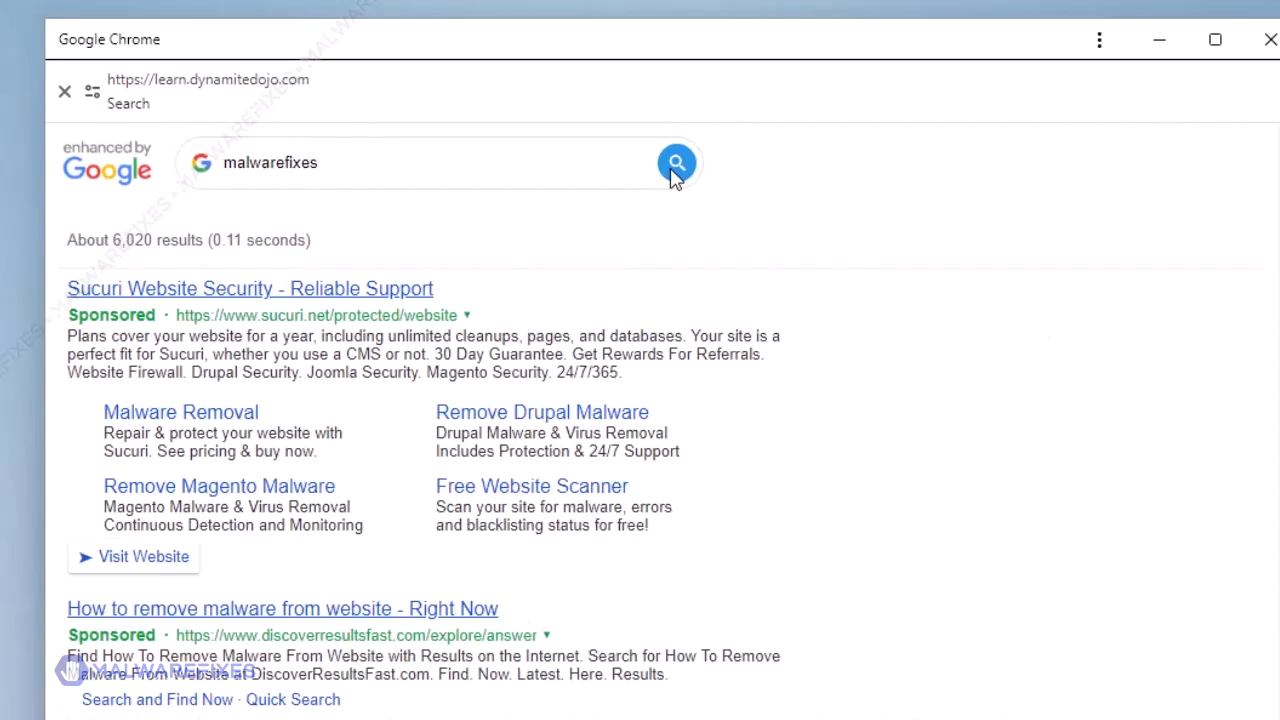 Google Chrome
https://learn.dynamitedojo.com
Search
enhanced by
Google
malwarefixes
About 6,020 results (0.11 seconds)
Sucuri Website Security - Reliable Support
Sponsored · https://www.sucuri.net/protected/website
Plans cover your website for a year, including unlimited cleanups, pages, and databases. Your site is a
perfect fit for Sucuri, whether you use a CMS or not. 30 Day Guarantee. Get Rewards For Referrals.
Website Firewall. Drupal Security. Joomla Security. Magento Security. 24/7/365.
Malware Removal
Repair & protect your website with
Sucuri. See pricing & buy now.
Remove Drupal Malware
Drupal Malware & Virus Removal
Includes Protection & 24/7 Support
Remove Magento Malware
Magento Malware & Virus Removal
Continuous Detection and Monitoring
Free Website Scanner
Scan your site for malware, errors
and blacklisting status for free!
Visit Website
How to remove malware from website - Right Now
Sponsored · https://www.discoverresultsfast.com/explore/answer
Find How To Remove Malware From Website with Results on the Internet. Search for How To Remove
Malware From Website at DiscoverResultsFast.com. Find. Now. Latest. Here. Results.
MALWAREFIXES
Search and Find Now · Quick Search
MALWAREFIXES • MALWAREFIXES • MALWARE